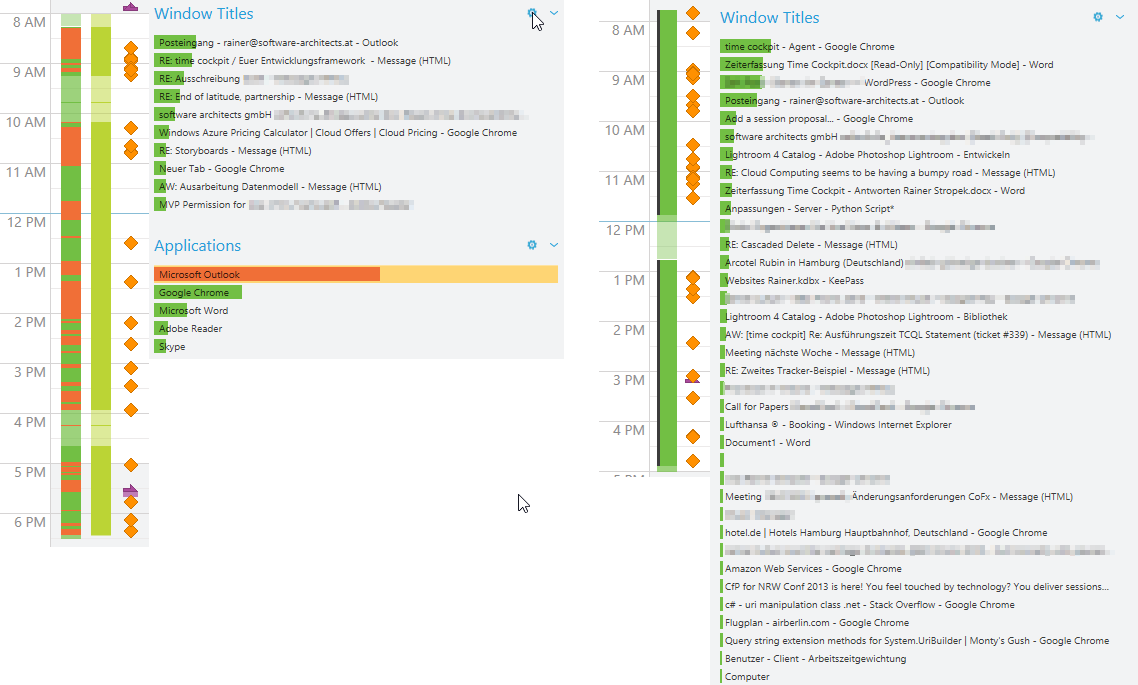 8 AM
9 AM
10 AM
11 AM
12 PM
1 PM
2 PM
3 PM
4 PM
5 PM
6 PM
Window Titles
Posteingang - rainer@software-architects.at - Outlook
RE: time cockpit / Euer Entwicklungsframework - Message (HTML)
RE: Ausschreibung
RE: End of latitude, partnership - Message (HTML)
software architects gmbH
Windows Azure Pricing Calculator | Cloud Offers | Cloud Pricing - Google Chrome
RE: Storyboards - Message (HTML)
Neuer Tab - Google Chrome
AW: Ausarbeitung Datenmodell - Message (HTML)
MVP Permission for
Applications
Microsoft Outlook
Google Chrome
Microsoft Word
Adobe Reader
Skype
8 AM
9 AM
10 AM
11 AM
12 PM
1 PM
2 PM
3 PM
4 PM
Window Titles
time cockpit - Agent - Google Chrome
Zeiterfassung Time Cockpit.docx [Read-Only] [Compatibility Mode] - Word
WordPress - Google Chrome
Posteingang - rainer@software-architects.at - Outlook
Add a session proposal... - Google Chrome
software architects gmbH
Lightroom 4 Catalog - Adobe Photoshop Lightroom - Entwickeln
RE: Cloud Computing seems to be having a bumpy road - Message (HTML)
Zeiterfassung Time Cockpit - Antworten Rainer Stropek.docx - Word
Anpassungen - Server - Python Script*
RE: Cascaded Delete - Message (HTML)
Arcotel Rubin in Hamburg (Deutschland)
Websites Rainer.kdbx - KeePass
Lightroom 4 Catalog - Adobe Photoshop Lightroom - Bibliothek
AW: [time cockpit] Re: Ausführungszeit TCQL Statement (ticket #339) - Message (HTML)
Meeting nächste Woche - Message (HTML)
RE: Zweites Tracker-Beispiel - Message (HTML)
Call for Papers
Lufthansa ® - Booking - Windows Internet Explorer
Document1 - Word
Meeting Änderungsanforderungen CoFx - Message (HTML)
hotel.de | Hotels Hamburg Hauptbahnhof, Deutschland - Google Chrome
Amazon Web Services - Google Chrome
CfP for NRW Conf 2013 is here! You feel touched by technology? You deliver sessions...
c# - uri manipulation class .net - Stack Overflow - Google Chrome
Flugplan - airberlin.com - Google Chrome
Query string extension methods for System.UriBuilder | Monty's Gush - Google Chrome
Benutzer - Client - Arbeitszeitgewichtung
Computer